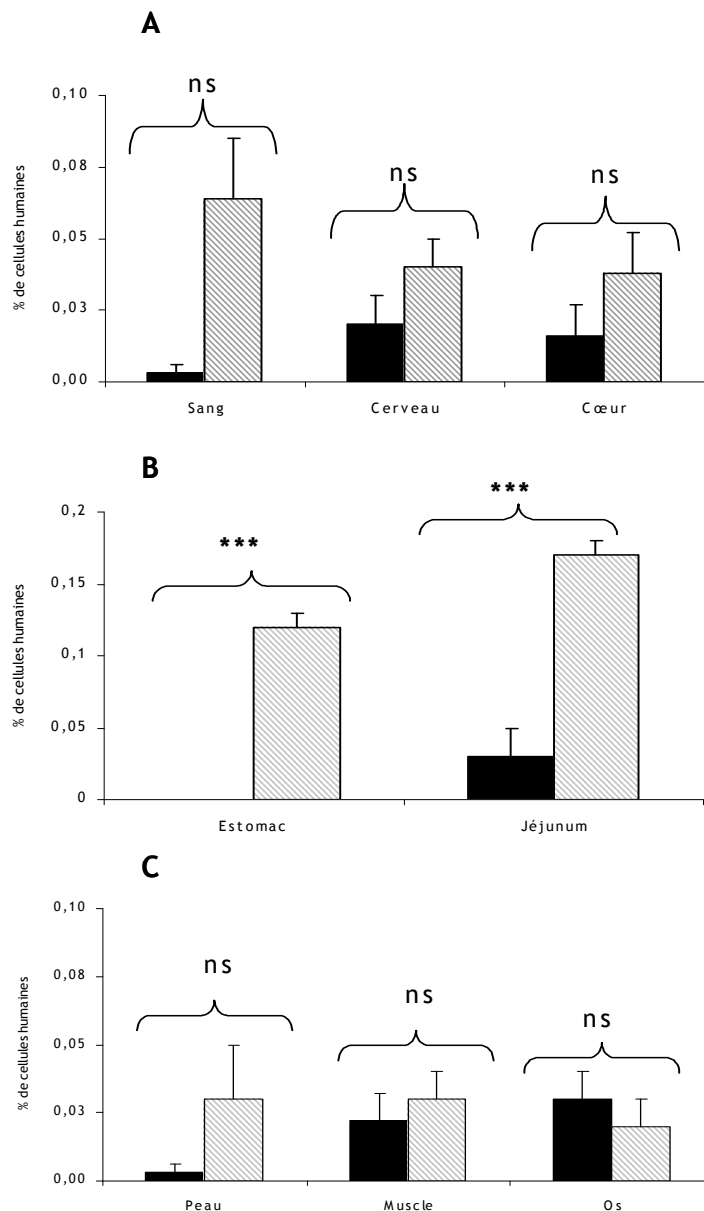 A
ns
ns
ns
% de cellules humaines
0,10
0,08
0,05
0,03
0,00
Sang Cerveau Cœur
B
***
***
% de cellules humaines
0,2
0,15
0,1
0,05
0
Estomac Jéjunum
C
ns
ns
ns
% de cellules humaines
0,10
0,08
0,05
0,03
0,00
Peau Muscle Os